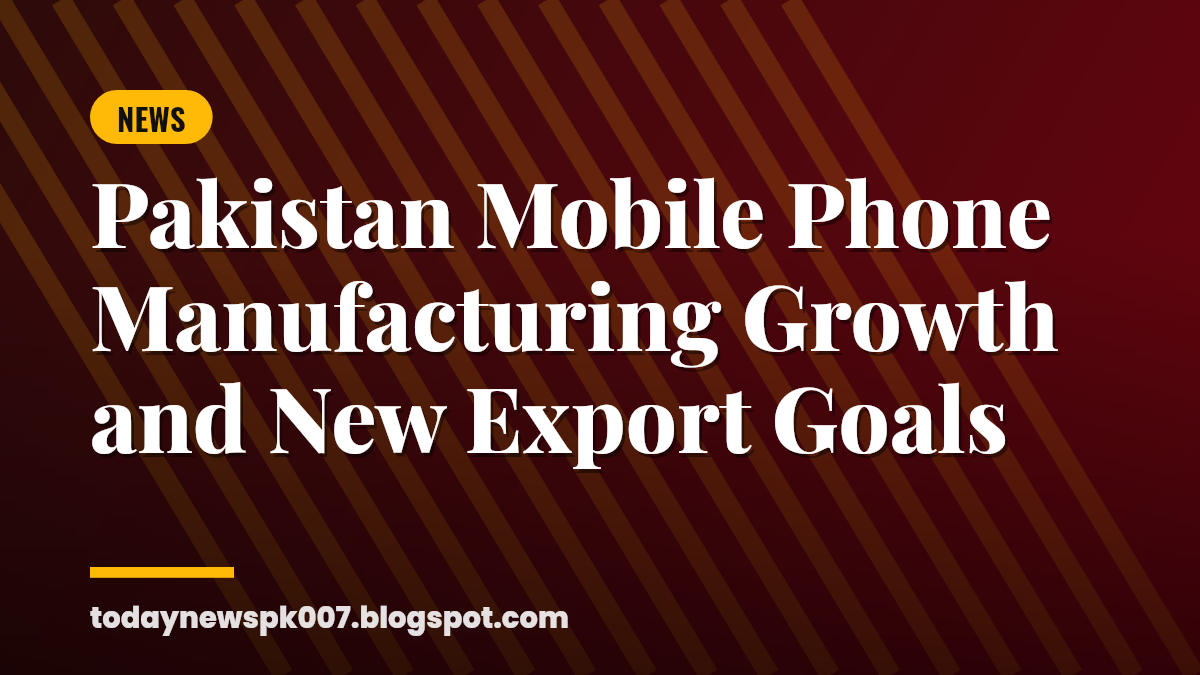 NEWS
Pakistan Mobile Phone
Manufacturing Growth
and New Export Goals
todaynewspk007.blogspot.com